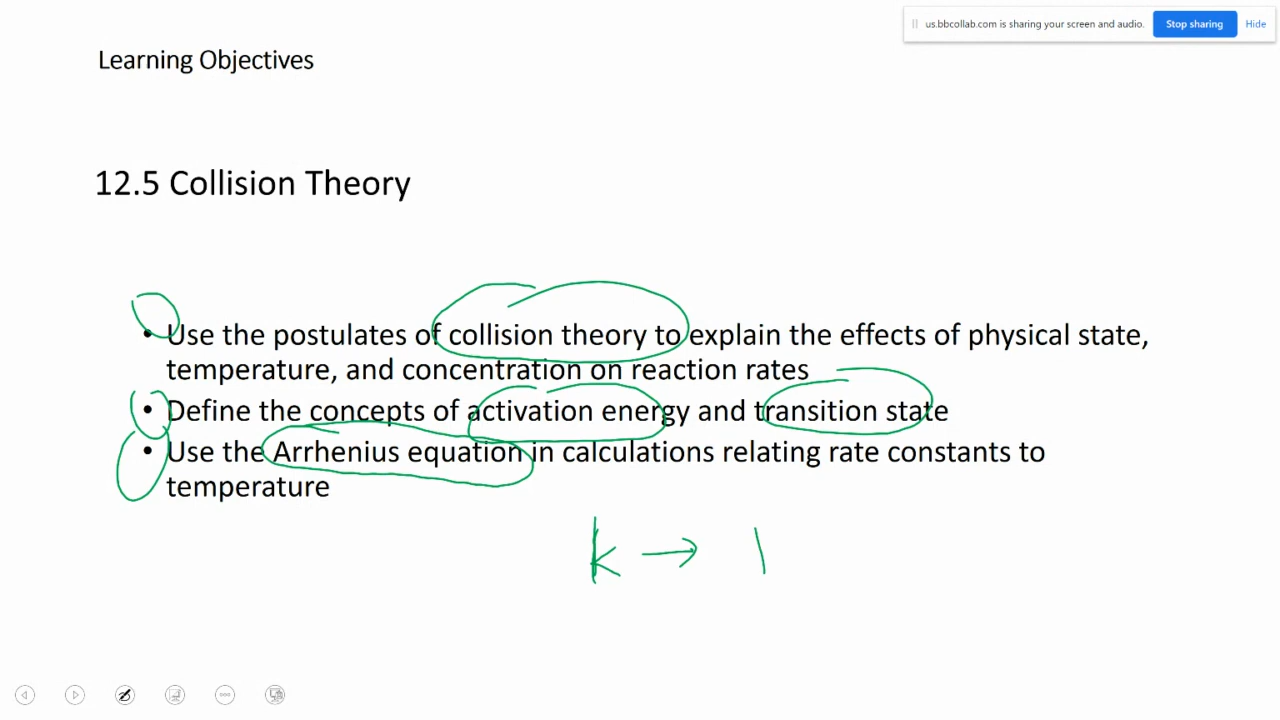 us.bbcollab.com is sharing your screen and audio. Stop sharing Hide
Learning Objectives
12.5 Collision Theory
• Use the postulates of collision theory to explain the effects of physical state,
temperature, and concentration on reaction rates
• Define the concepts of activation energy and transition state
• Use the Arrhenius equation in calculations relating rate constants to
temperature
k →